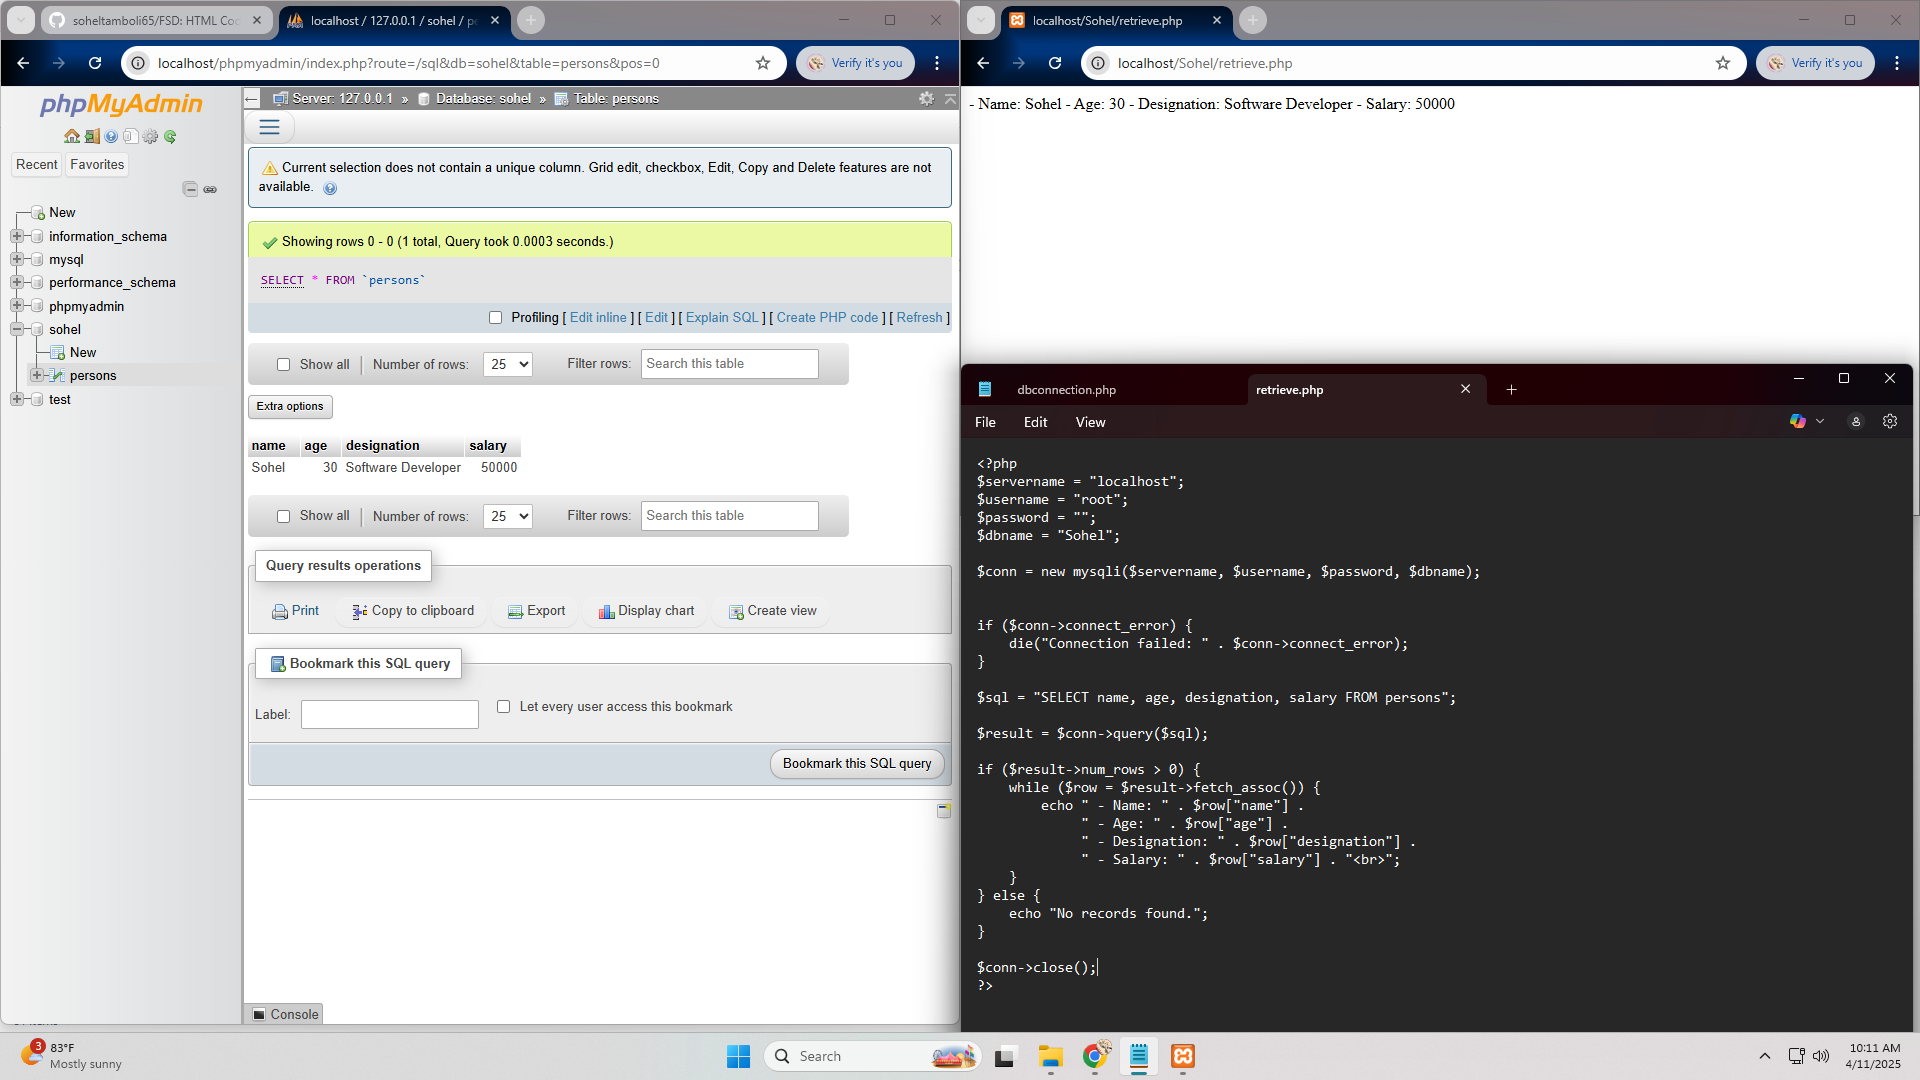 soheltamboli65/FSD: HTML Co
localhost / 127.0.0.1 / sohel / pe
localhost/phpmyadmin/index.php?route=/sql&db=sohel&table=persons&pos=0
Verify it's you
phpMyAdmin
Recent
Favorites
New
information_schema
mysql
performance_schema
phpmyadmin
sohel
New
persons
test
Server: 127.0.0.1 » Database: sohel » Table: persons
Current selection does not contain a unique column. Grid edit, checkbox, Edit, Copy and Delete features are not
available.
Showing rows 0 - 0 (1 total, Query took 0.0003 seconds.)
SELECT * FROM `persons`
Profiling [ Edit inline ] [ Edit ] [ Explain SQL ] [ Create PHP code ] [ Refresh ]
Show all Number of rows: 25 Filter rows: Search this table
Extra options
name age designation salary
Sohel 30 Software Developer 50000
Show all Number of rows: 25 Filter rows: Search this table
Query results operations
Print Copy to clipboard Export Display chart Create view
Bookmark this SQL query
Label: Let every user access this bookmark
Bookmark this SQL query
Console
localhost/Sohel/retrieve.php
localhost/Sohel/retrieve.php
Verify it's you
- Name: Sohel - Age: 30 - Designation: Software Developer - Salary: 50000
dbconnection.php
retrieve.php
File Edit View
<?php
$servername = "localhost";
$username = "root";
$password = "";
$dbname = "Sohel";
$conn = new mysqli($servername, $username, $password, $dbname);
if ($conn->connect_error) {
die("Connection failed: " . $conn->connect_error);
}
$sql = "SELECT name, age, designation, salary FROM persons";
$result = $conn->query($sql);
if ($result->num_rows > 0) {
while ($row = $result->fetch_assoc()) {
echo " - Name: " . $row["name"] .
" - Age: " . $row["age"] .
" - Designation: " . $row["designation"] .
" - Salary: " . $row["salary"] . "<br>";
}
} else {
echo "No records found.";
}
$conn->close();
?>
3
83°F
Mostly sunny
Search
10:11 AM
4/11/2025